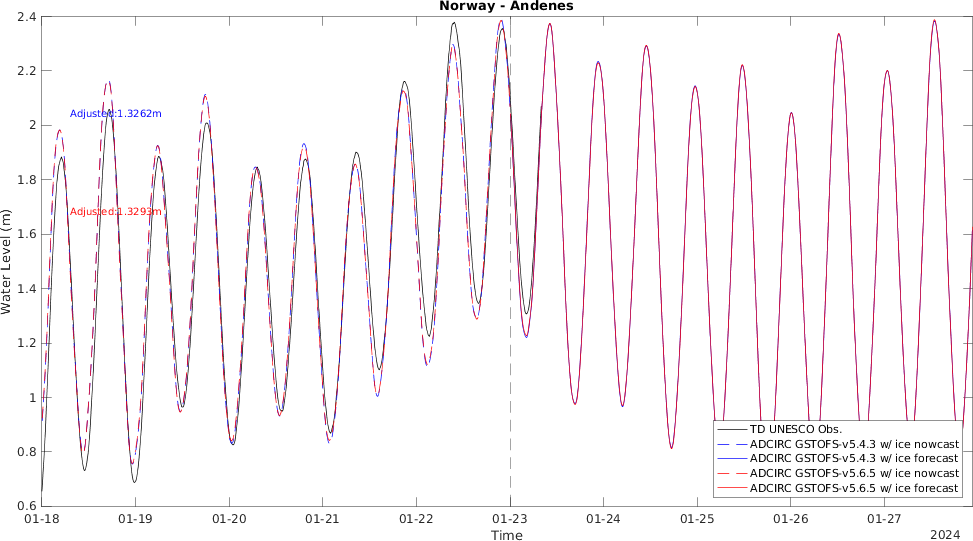 Norway - Andenes
2.4
2.2
2
1.8
1.6
1.4
1.2
1
0.8
0.6
Water Level (m)
Adjusted:1.3262m
Adjusted:1.3293m
TD UNESCO Obs.
ADCIRC GSTOFS-v5.4.3 w/ ice nowcast
ADCIRC GSTOFS-v5.4.3 w/ ice forecast
ADCIRC GSTOFS-v5.6.5 w/ ice nowcast
ADCIRC GSTOFS-v5.6.5 w/ ice forecast
01-18 01-19 01-20 01-21 01-22 01-23 01-24 01-25 01-26 01-27
Time
2024